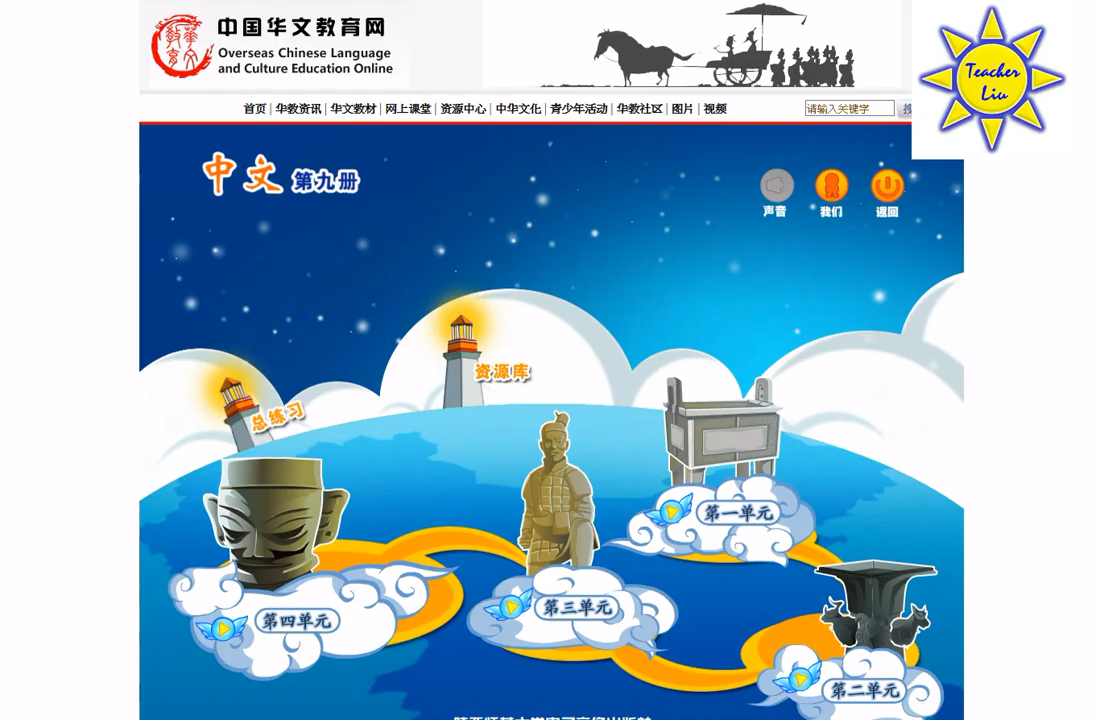 中国华文教育网
Overseas Chinese Language
and Culture Education Online
Teacher
Liu
首页 | 华教资讯 | 华文教材 | 网上课堂 | 资源中心 | 中华文化 | 青少年活动 | 华教社区 | 图片 | 视频
请输入关键字
中文 第九册
声音 我们 返回
资源库
总练习
第一单元
第三单元
第四单元
第二单元